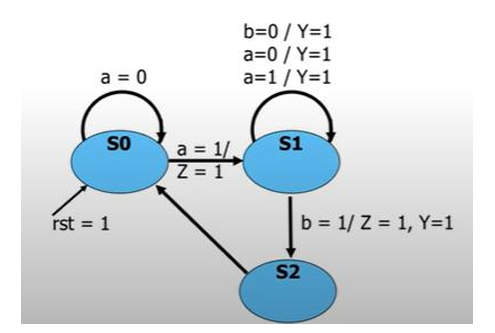 b=0 / Y=1
a=0 / Y=1
a=1 / Y=1
a = 0
S0
S1
a = 1/
Z = 1
rst = 1
b = 1/ Z = 1, Y=1
S2